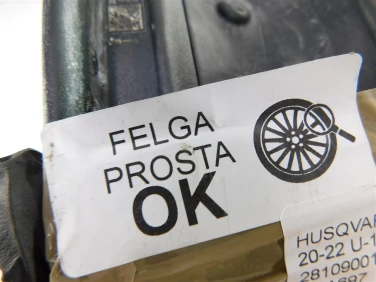 FELGA
PROSTA
OK
HUSQVAR
20-22 U-1
28109001